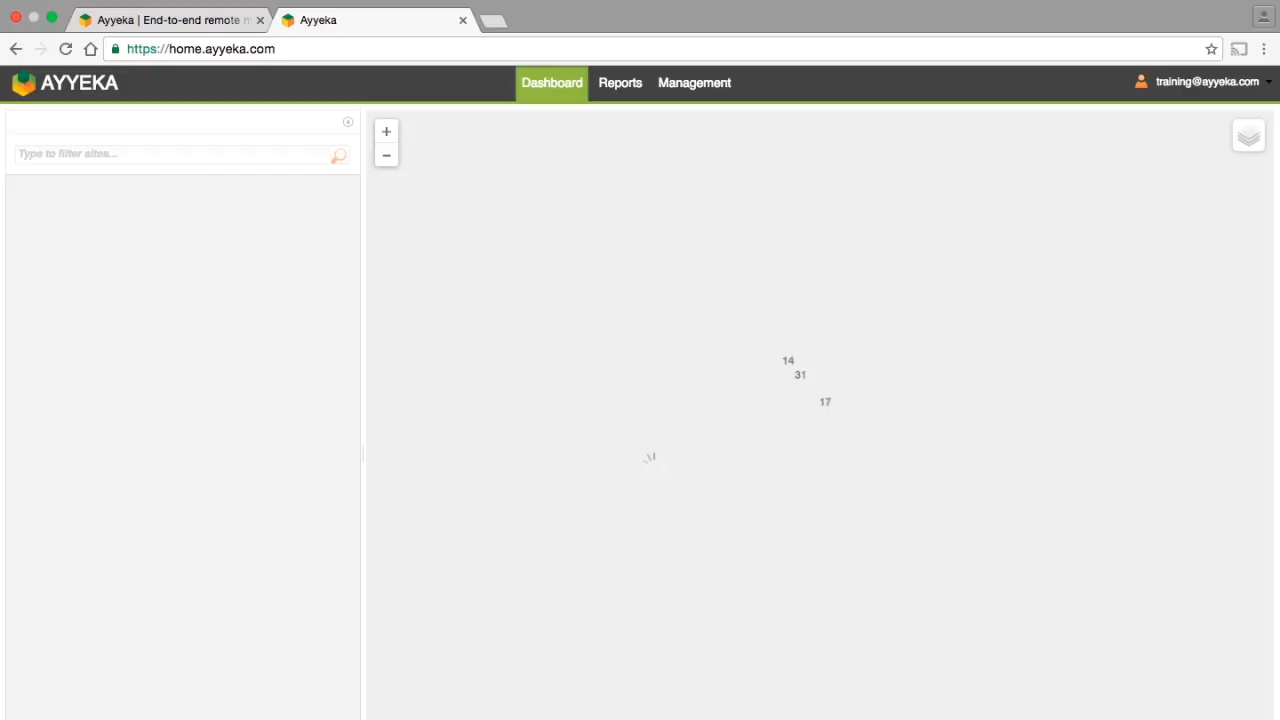 Ayyeka | End-to-end remote m
Ayyeka
https://home.ayyeka.com
AYYEKA
Dashboard
Reports
Management
training@ayyeka.com
Type to filter sites...
+
−
14
31
17